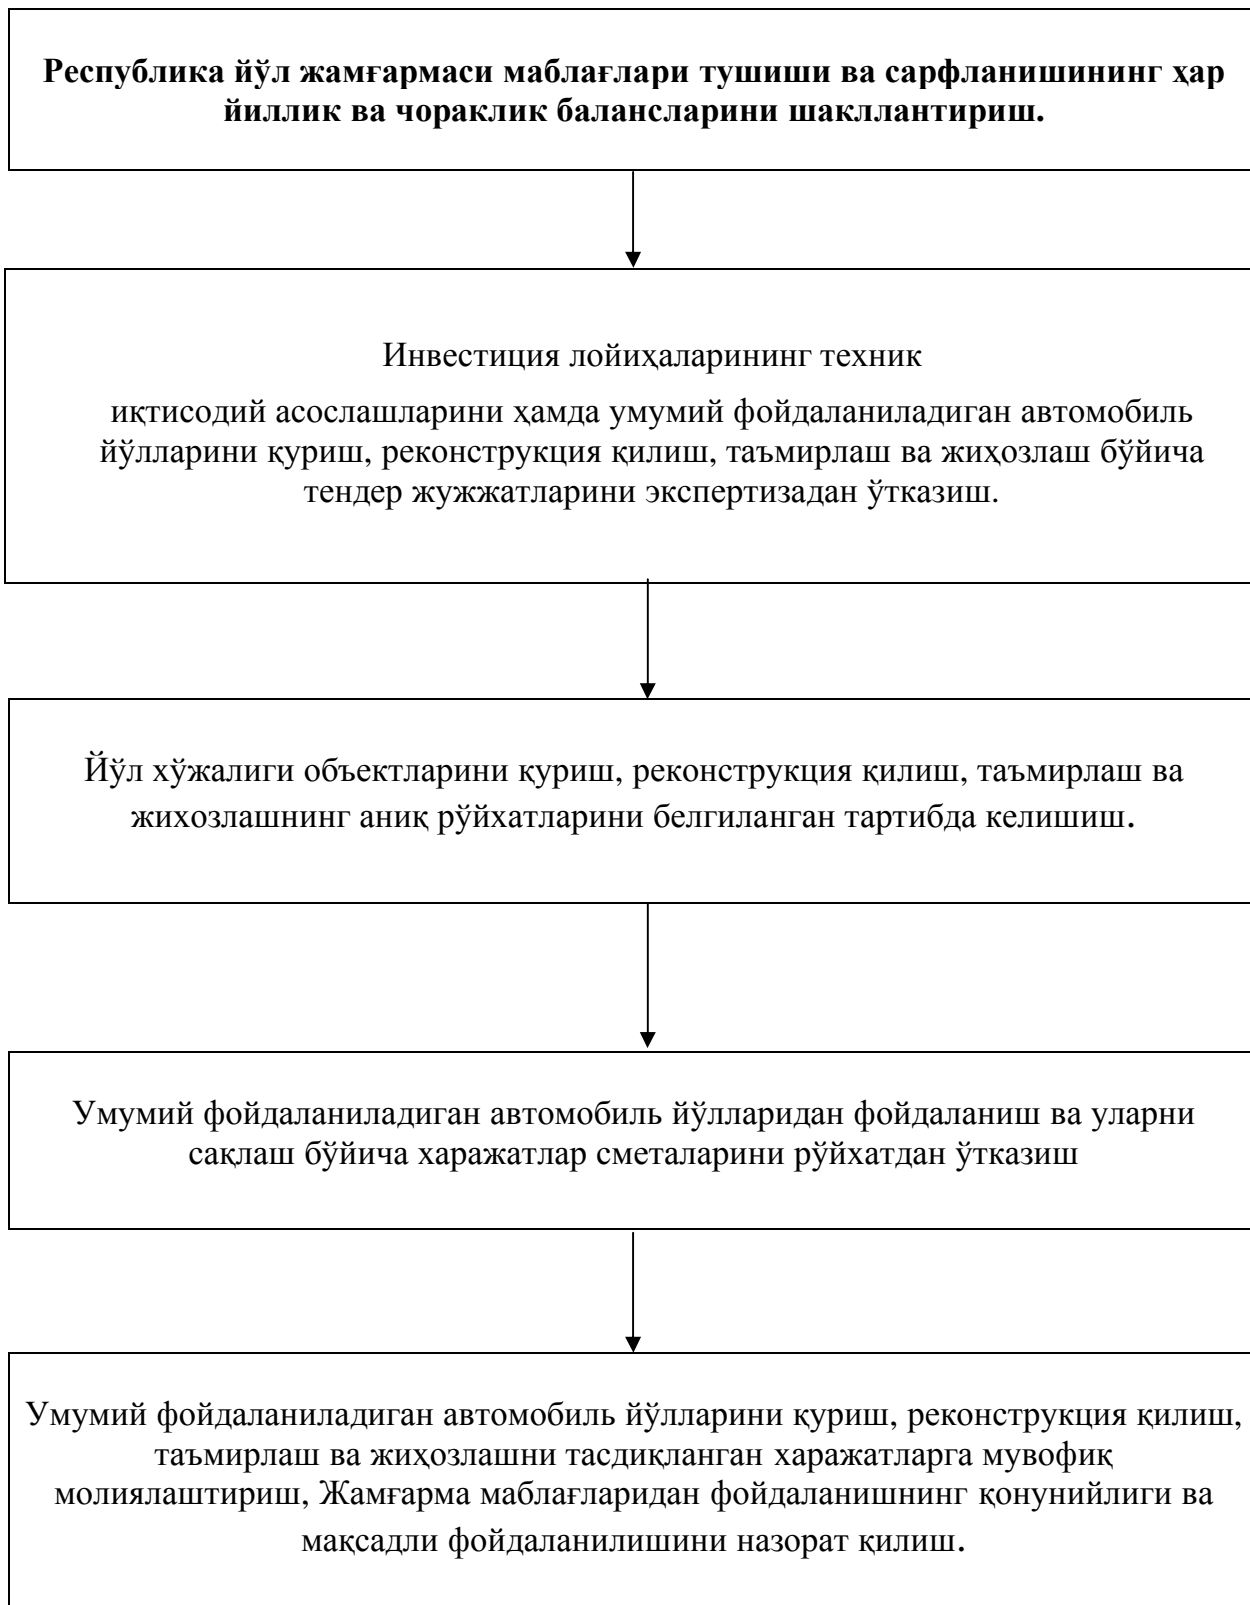 Республика йўл жамғармаси маблағлари тушиши ва сарфланишининг ҳар
йиллик ва чораклик балансларини шакллантириш.
Инвестиция лойиҳаларининг техник
иқтисодий асослашларини ҳамда умумий фойдаланиладиган автомобиль
йўлларини қуриш, реконструкция қилиш, таъмирлаш ва жиҳозлаш бўйича
тендер жужжатларини экспертизадан ўтказиш.
Йўл хўжалиги объектларини қуриш, реконструкция қилиш, таъмирлаш ва
жихозлашнинг аниқ рўйхатларини белгиланган тартибда келишиш.
Умумий фойдаланиладиган автомобиль йўлларидан фойдаланиш ва уларни
сақлаш бўйича харажатлар сметаларини рўйхатдан ўтказиш
Умумий фойдаланиладиган автомобиль йўлларини қуриш, реконструкция қилиш,
таъмирлаш ва жиҳозлашни тасдиқланган харажатларга мувофиқ
молиялаштириш, Жамғарма маблағларидан фойдаланишнинг қонунийлиги ва
мақсадли фойдаланилишини назорат қилиш.